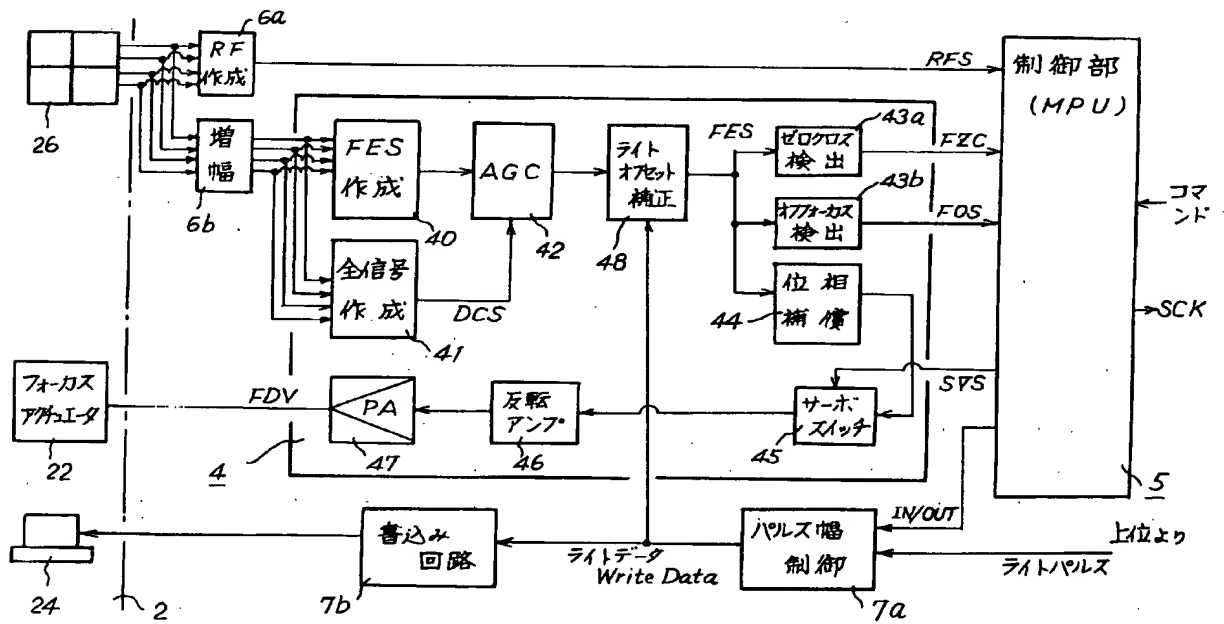 6a
RF
作成
26
増
幅
6b
RFS
制御部
(MPU)
FES
作成
40
AGC
42
ライト
オフセット
補正
48
FES
43a
ゼロクロス
検出
FZC
43b
オフフォーカス
検出
FOS
コマ
ンド
全信号
作成
41
DCS
位相
補償
44
SCK
フォーカス
アクチュエータ
22
FDV
PA
47
4
反転
アンプ
46
サーボ
スイッチ
45
SVS
5
24
2
書込み
回路
7b
ライトデータ
Write Data
パルス幅
制御
7a
IN/OUT
上位より
ライトパルス